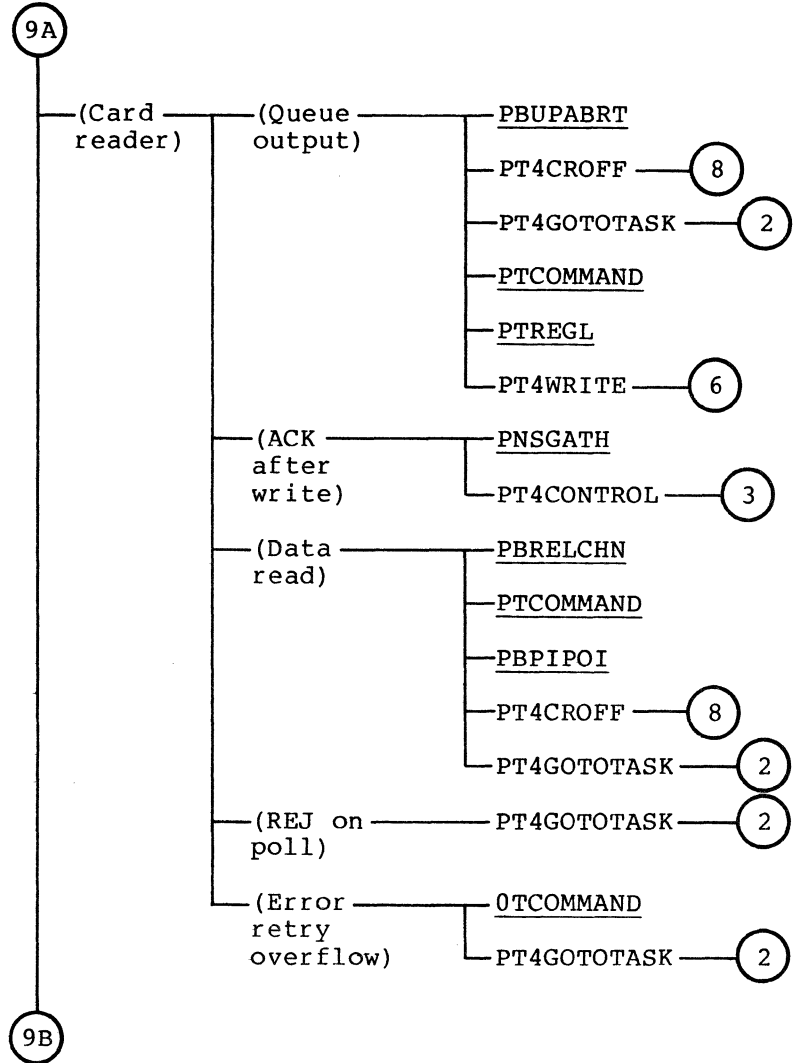 9A
(Card reader)
(Queue output)
PBUPABRT
PT4CROFF 8
PT4GOTOTASK 2
PTCOMMAND
PTREGL
PT4WRITE 6
(ACK after write)
PNSGATH
PT4CONTROL 3
(Data read)
PBRELCHN
PTCOMMAND
PBPIPOI
PT4CROFF 8
PT4GOTOTASK 2
(REJ on poll)
PT4GOTOTASK 2
(Error retry overflow)
0TCOMMAND
PT4GOTOTASK 2
9B